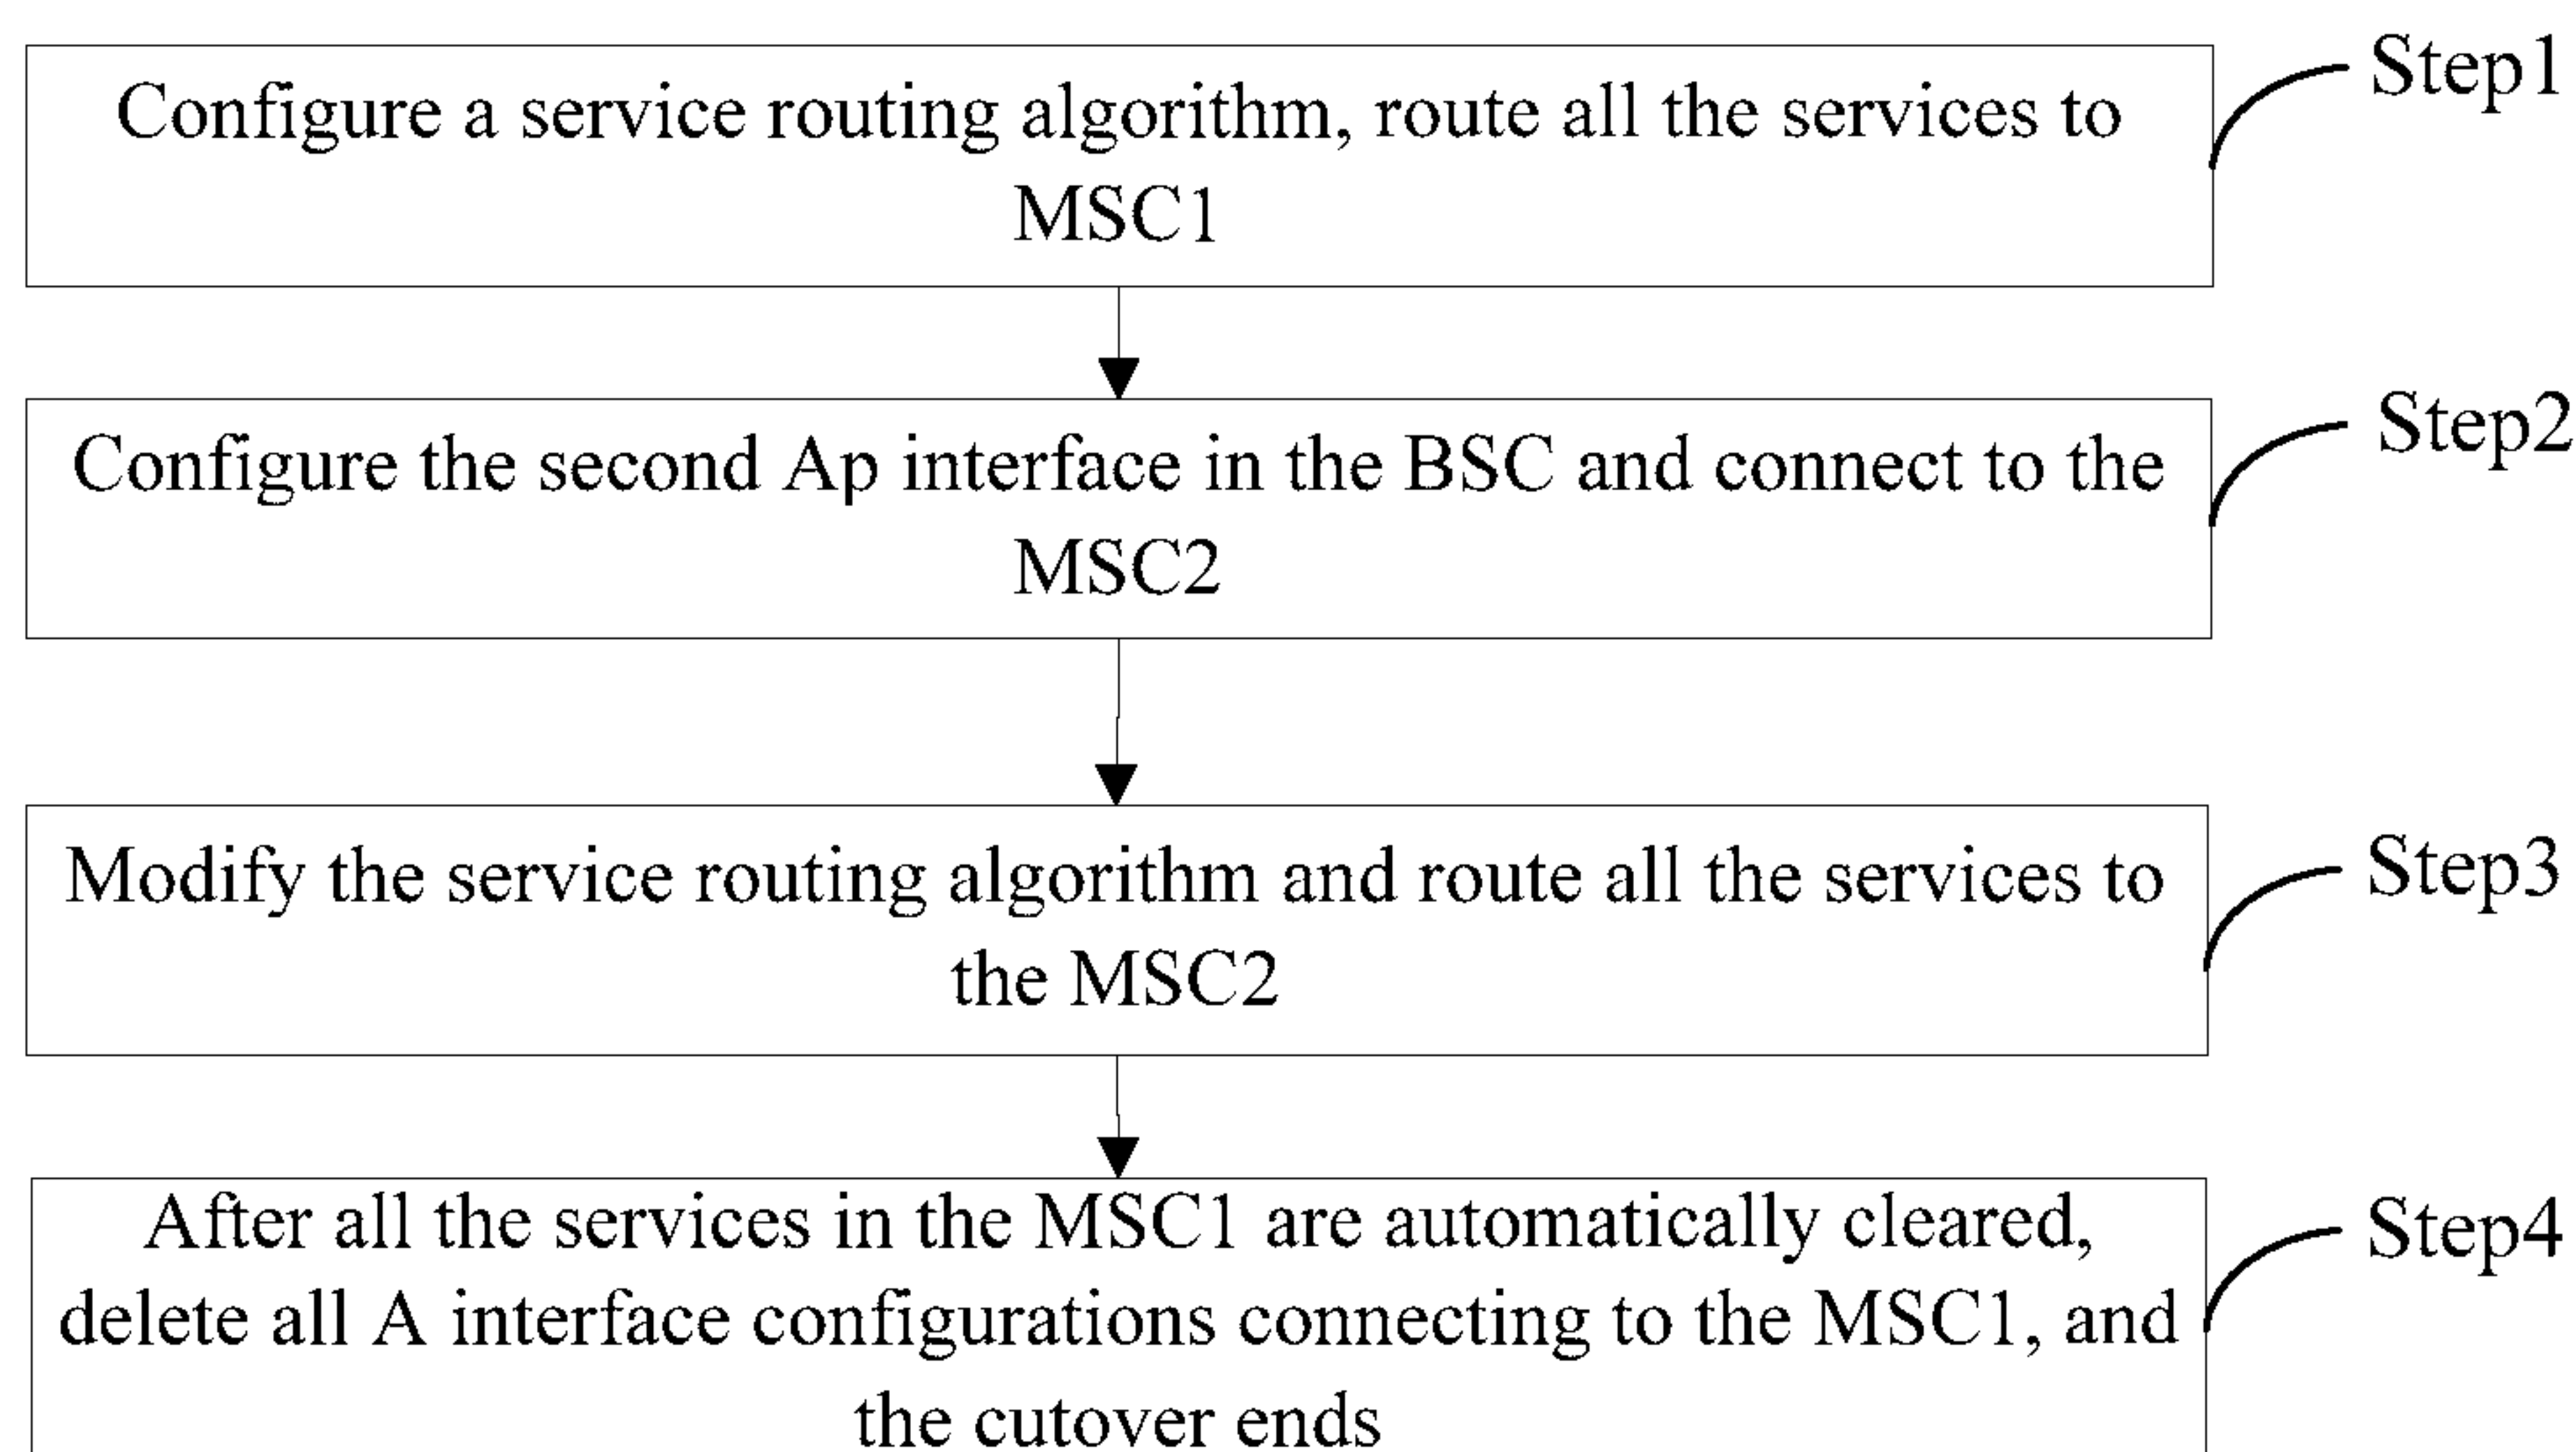 Configure a service routing algorithm, route all the services to
MSC1
Step1
Configure the second Ap interface in the BSC and connect to the
MSC2
Step2
Modify the service routing algorithm and route all the services to
the MSC2
Step3
After all the services in the MSC1 are automatically cleared,
delete all A interface configurations connecting to the MSC1, and
the cutover ends
Step4